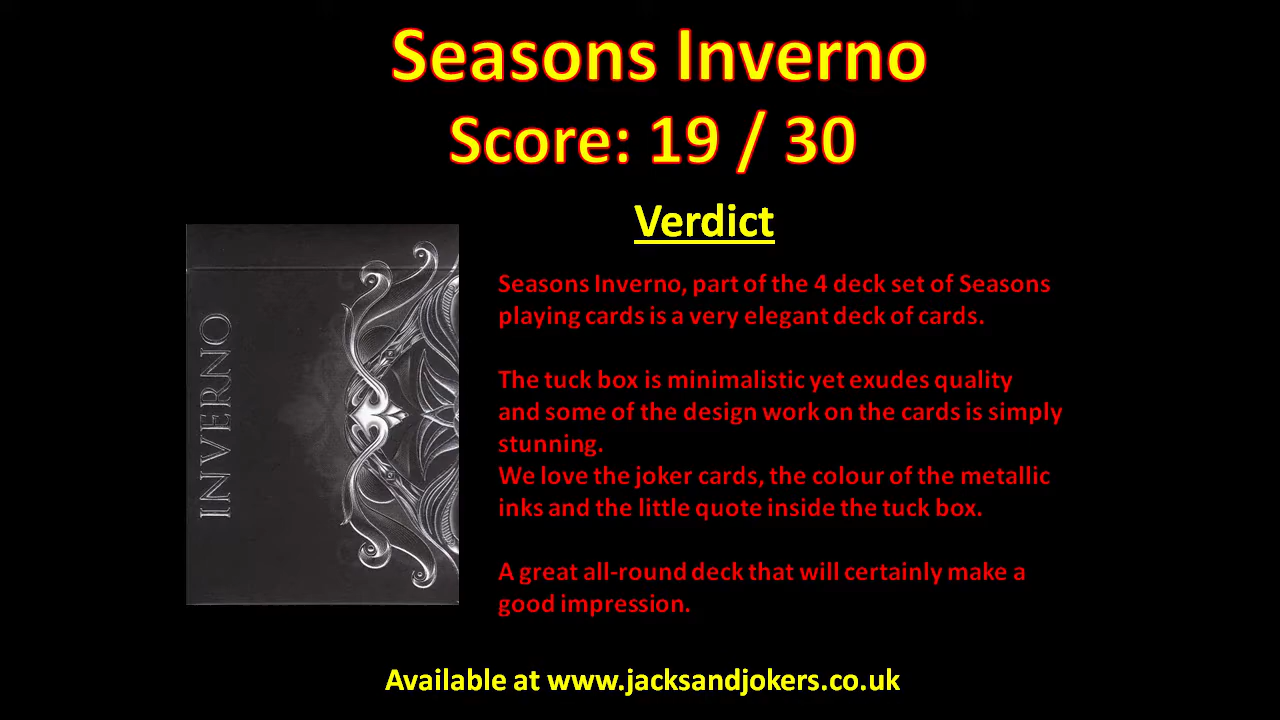 Seasons Inverno
Score: 19 / 30
Verdict
INVERNO
Seasons Inverno, part of the 4 deck set of Seasons
playing cards is a very elegant deck of cards.
The tuck box is minimalistic yet exudes quality
and some of the design work on the cards is simply
stunning.
We love the joker cards, the colour of the metallic
inks and the little quote inside the tuck box.
A great all-round deck that will certainly make a
good impression.
Available at www.jacksandjokers.co.uk